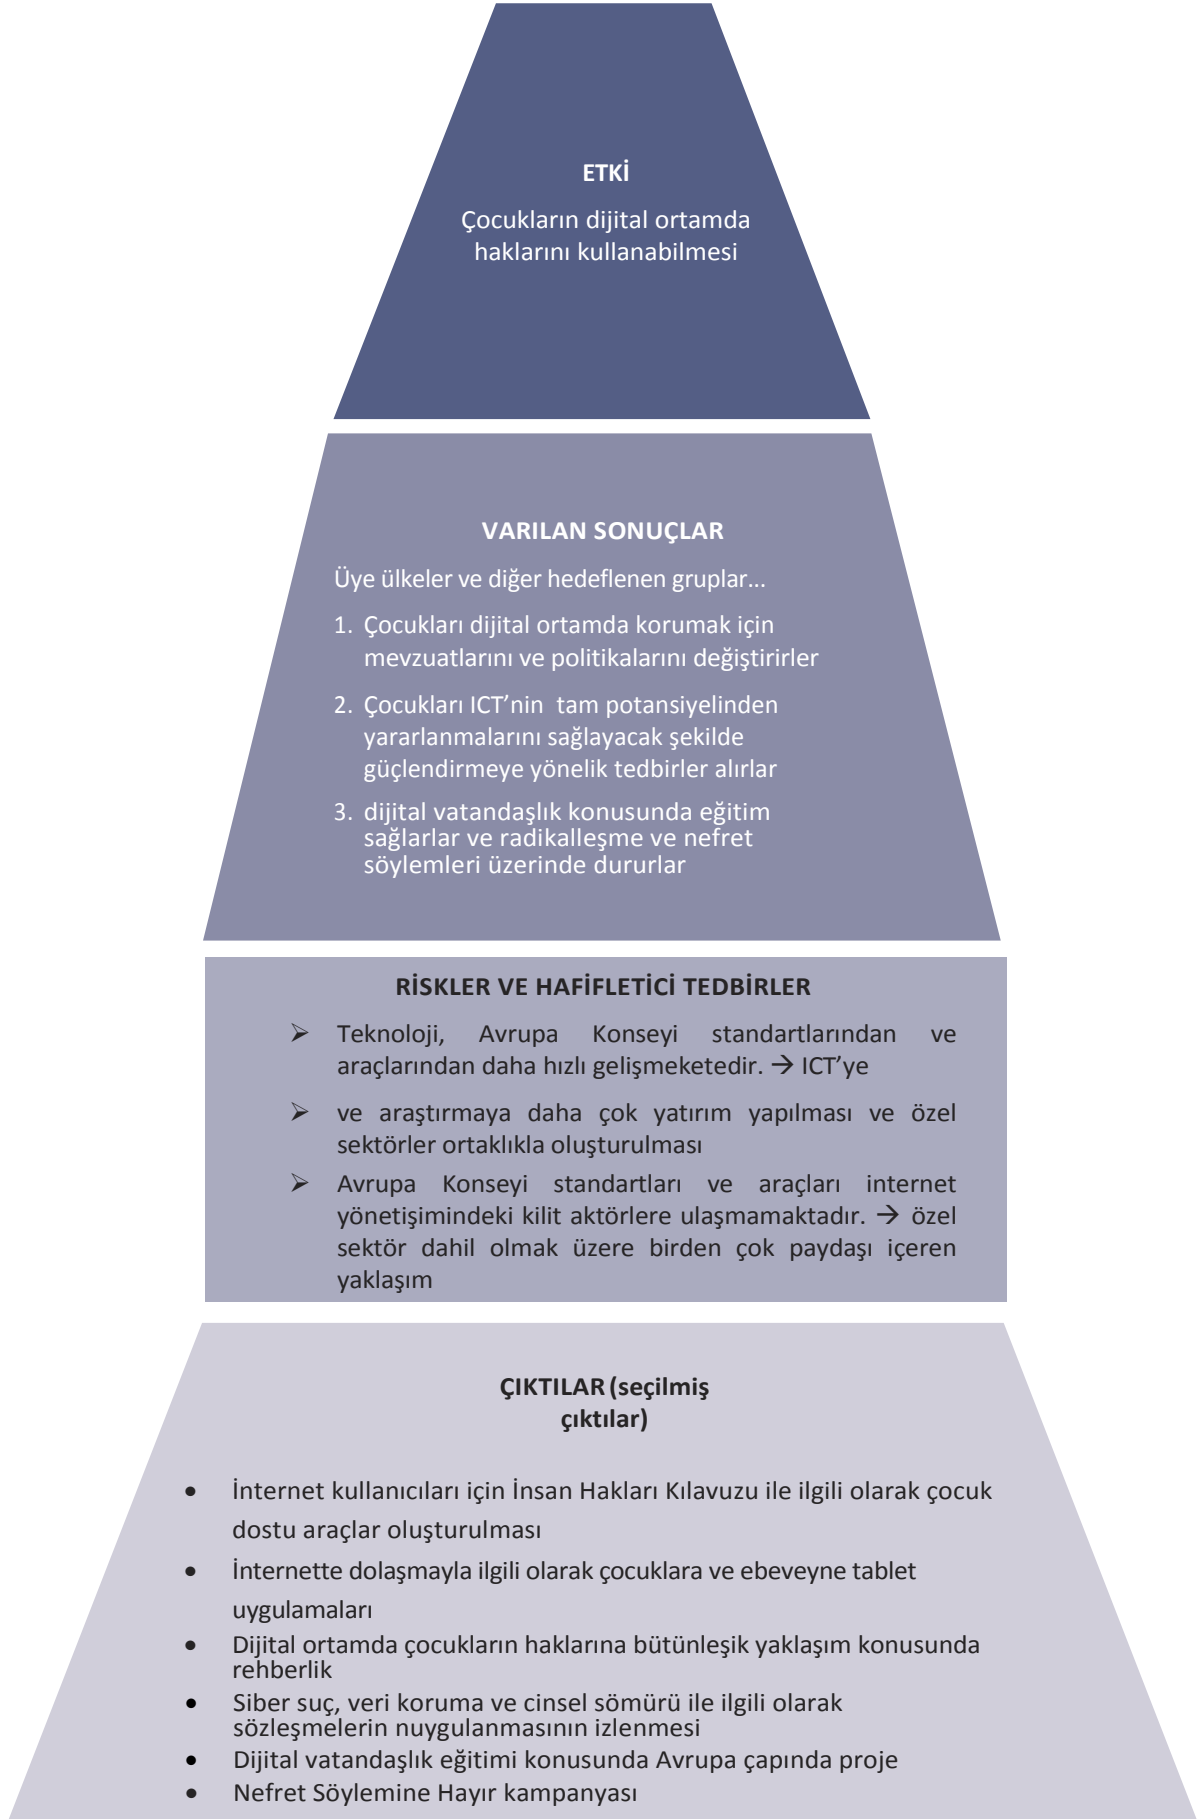 ETKİ
Çocukların dijital ortamda
haklarını kullanabilmesi
VARILAN SONUÇLAR
Üye ülkeler ve diğer hedeflenen gruplar...
1. Çocukları dijital ortamda korumak için
mevzuatlarını ve politikalarını değiştirirler
2. Çocukları ICT’nin tam potansiyelinden
yararlanmalarını sağlayacak şekilde
güçlendirmeye yönelik tedbirler alırlar
3. dijital vatandaşlık konusunda eğitim
sağlarlar ve radikalleşme ve nefret
söylemleri üzerinde dururlar
RİSKLER VE HAFİFLETİCİ TEDBİRLER
➢ Teknoloji, Avrupa Konseyi standartlarından ve
araçlarından daha hızlı gelişmeketedir. → ICT’ye
➢ ve araştırmaya daha çok yatırım yapılması ve özel
sektörler ortaklıkla oluşturulması
➢ Avrupa Konseyi standartları ve araçları internet
yönetişimindeki kilit aktörlere ulaşmamaktadır. → özel
sektör dahil olmak üzere birden çok paydaşı içeren
yaklaşım
ÇIKTILAR (seçilmiş
çıktılar)
• İnternet kullanıcıları için İnsan Hakları Kılavuzu ile ilgili olarak çocuk
dostu araçlar oluşturulması
• İnternette dolaşmayla ilgili olarak çocuklara ve ebeveyne tablet
uygulamaları
• Dijital ortamda çocukların haklarına bütünleşik yaklaşım konusunda
rehberlik
• Siber suç, veri koruma ve cinsel sömürü ile ilgili olarak
sözleşmelerin nuygulanmasının izlenmesi
• Dijital vatandaşlık eğitimi konusunda Avrupa çapında proje
• Nefret Söylemine Hayır kampanyası